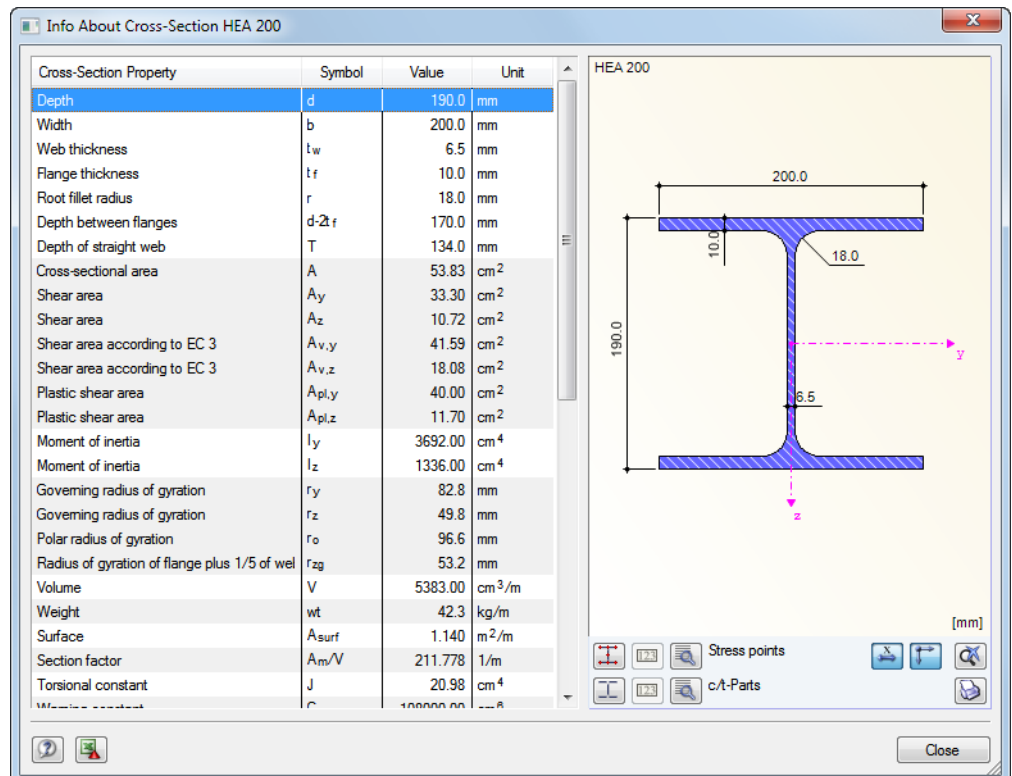 Info About Cross-Section HEA 200
Cross-Section Property Symbol Value Unit
Depth d 190.0 mm
Width b 200.0 mm
Web thickness tw 6.5 mm
Flange thickness tf 10.0 mm
Root fillet radius r 18.0 mm
Depth between flanges d-2tf 170.0 mm
Depth of straight web T 134.0 mm
Cross-sectional area A 53.83 cm2
Shear area Ay 33.30 cm2
Shear area Az 10.72 cm2
Shear area according to EC 3 Av,y 41.59 cm2
Shear area according to EC 3 Av,z 18.08 cm2
Plastic shear area Apl,y 40.00 cm2
Plastic shear area Apl,z 11.70 cm2
Moment of inertia Iy 3692.00 cm4
Moment of inertia Iz 1336.00 cm4
Governing radius of gyration ry 82.8 mm
Governing radius of gyration rz 49.8 mm
Polar radius of gyration ro 96.6 mm
Radius of gyration of flange plus 1/5 of wel rzg 53.2 mm
Volume V 5383.00 cm3/m
Weight wt 42.3 kg/m
Surface Asurf 1.140 m2/m
Section factor Am/V 211.778 1/m
Torsional constant J 20.98 cm4
HEA 200
200.0
10.0
18.0
190.0
y
6.5
z
[mm]
Stress points
c/t-Parts
123
123
X
Close